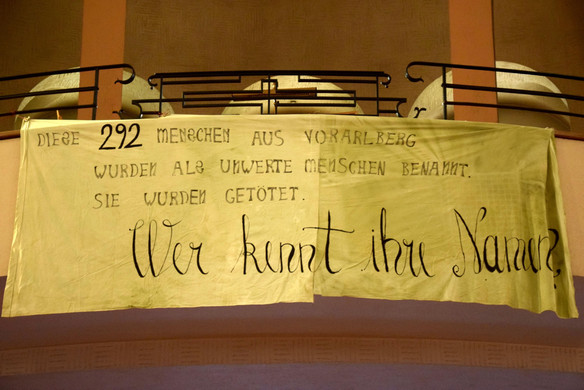 DIESE 292 MENSCHEN AUS VORARLBERG
WURDEN ALS UNWERTE MENSCHEN BENANNT.
SIE WURDEN GETÖTET.
Wer kennt ihre Namen?